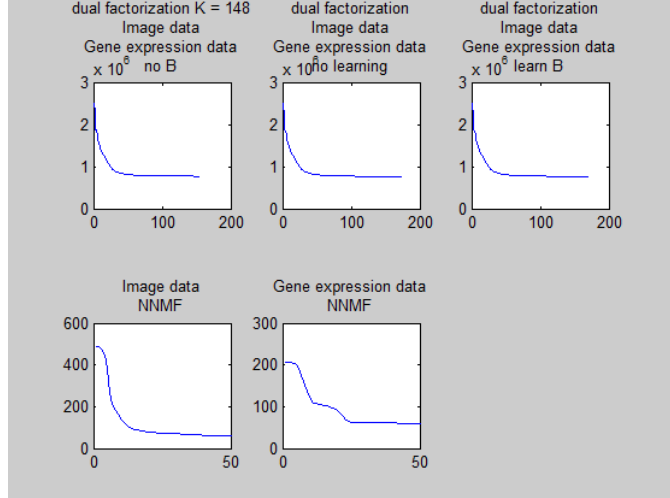 dual factorization K = 148
Image data
Gene expression data
no B
x 10^6
3
2
1
0
0 100 200
dual factorization
Image data
Gene expression data
no learning
x 10^6
3
2
1
0
0 100 200
dual factorization
Image data
Gene expression data
learn B
x 10^6
3
2
1
0
0 100 200
Image data
NNMF
600
400
200
0
0 50
Gene expression data
NNMF
300
200
100
0
0 50